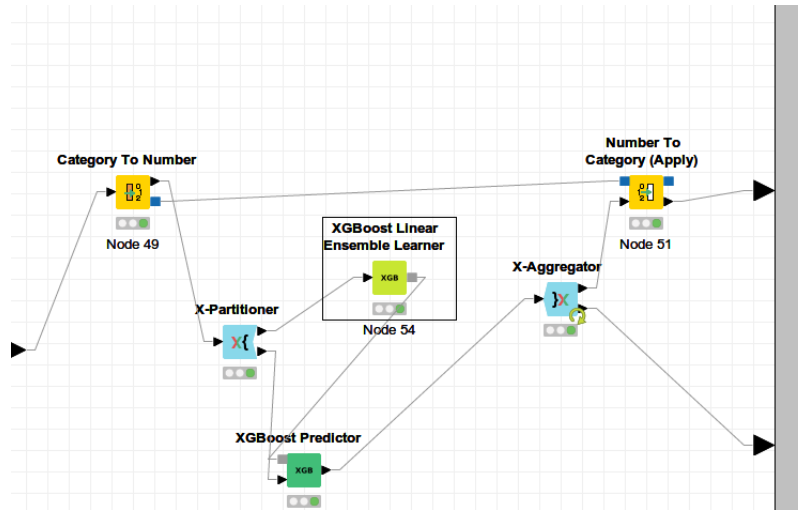 Number To
Category (Apply)
Category To Number
Node 49
Node 51
XGBoost Linear
Ensemble Learner
XGB
Node 54
X-Aggregator
}X
X-Partitioner
X{
XGBoost Predictor
XGB